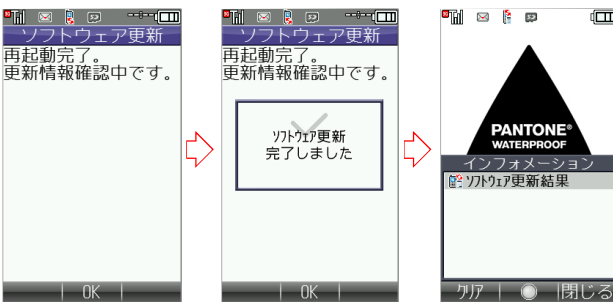 ソフトウェア更新
再起動完了。
更新情報確認中です。
OK
ソフトウェア更新
再起動完了。
更新情報確認中です。
ｿﾌﾄｳｪｱ更新
完了しました
OK
PANTONE®
WATERPROOF
インフォメーション
ｿﾌﾄｳｪｱ更新結果
ｸﾘｱ 閉じる